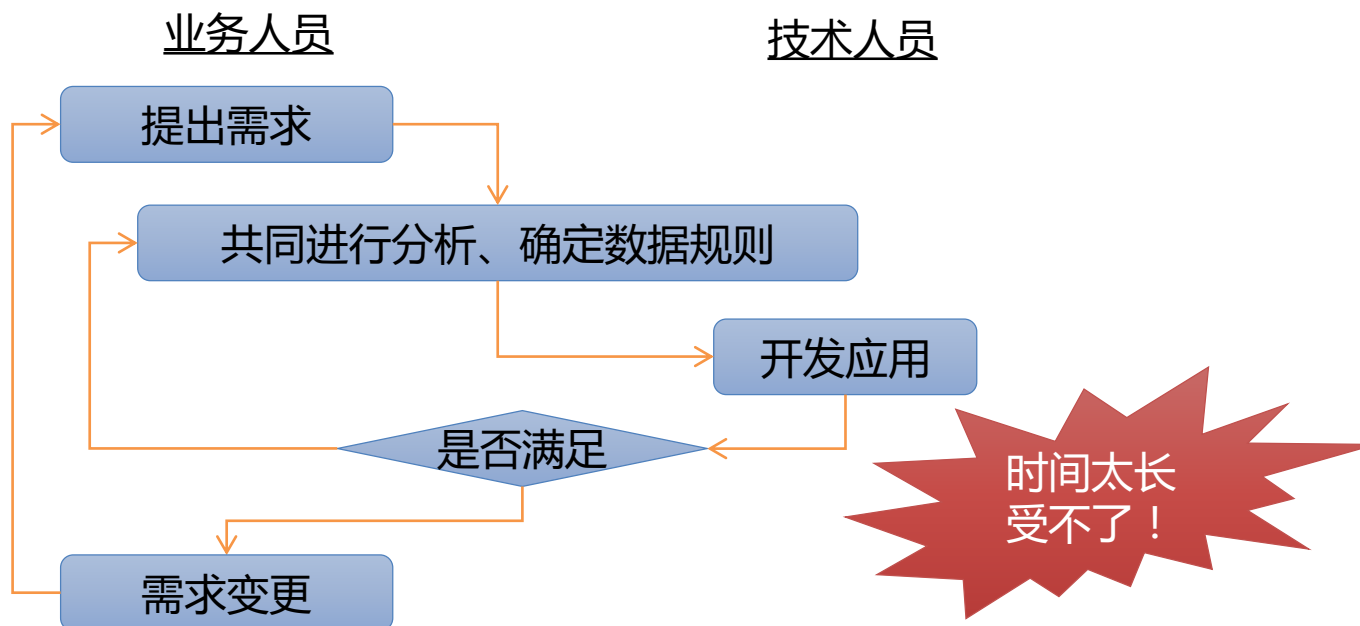 业务人员
技术人员
提出需求
共同进行分析、确定数据规则
开发应用
是否满足
时间太长
受不了！
需求变更